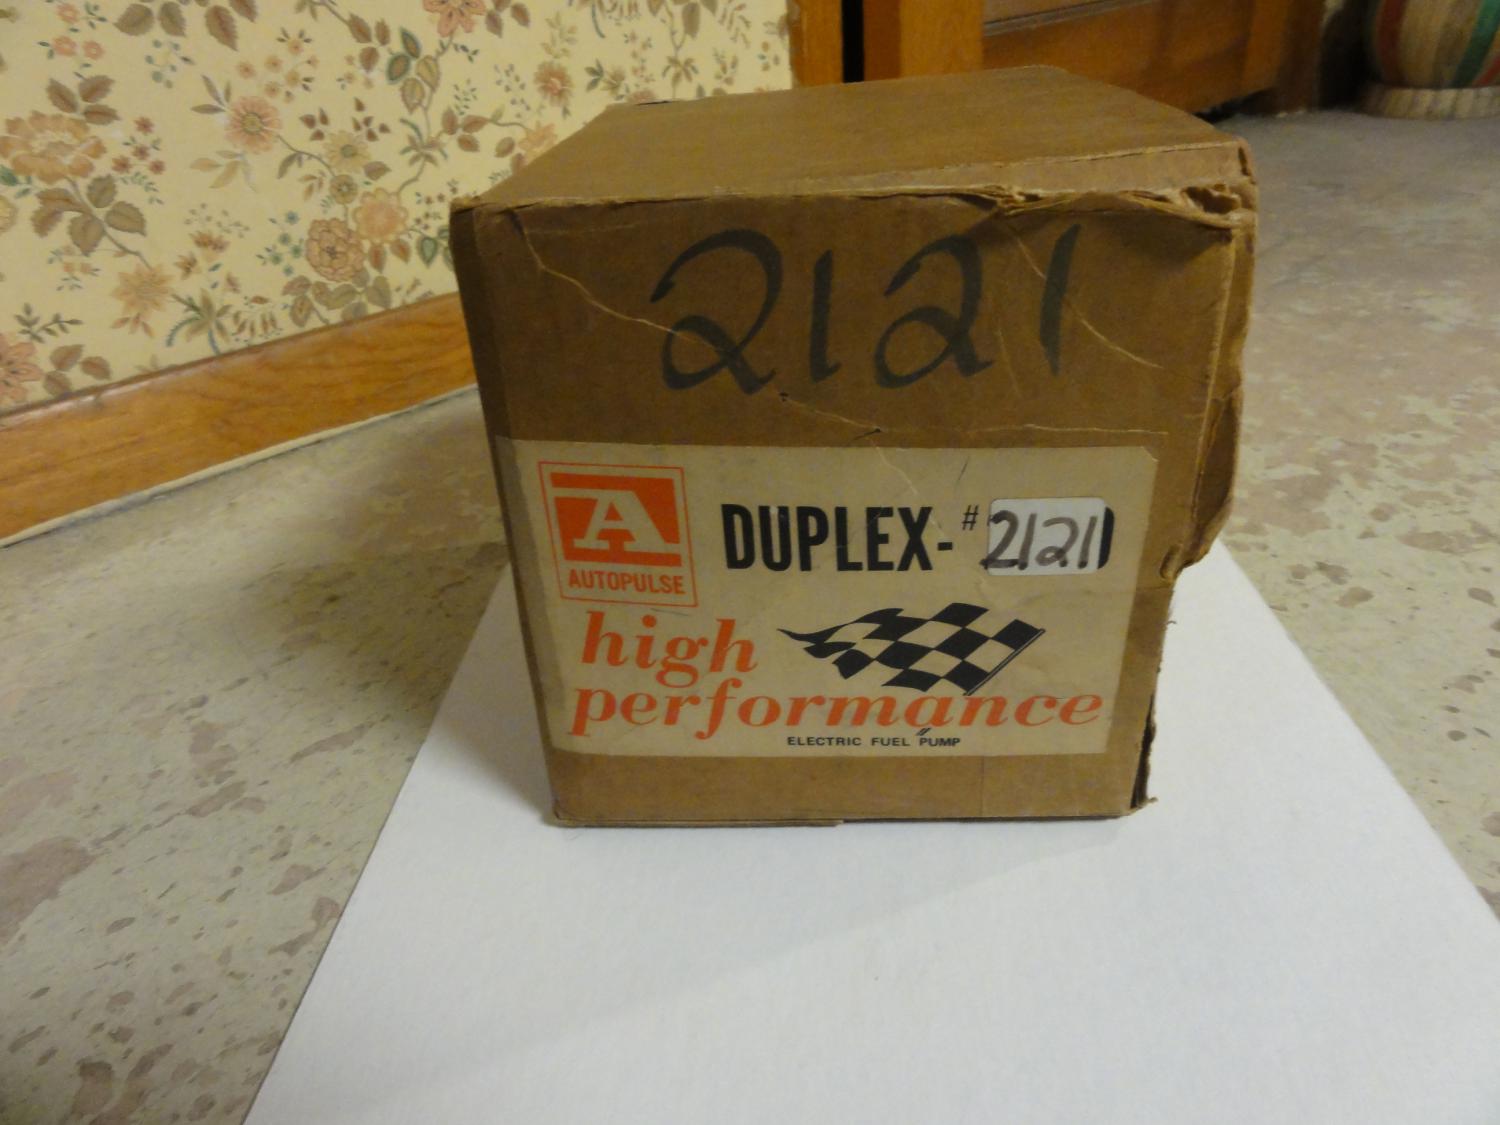 2121
A
AUTOPULSE
DUPLEX-#2121
high
performance
ELECTRIC FUEL PUMP